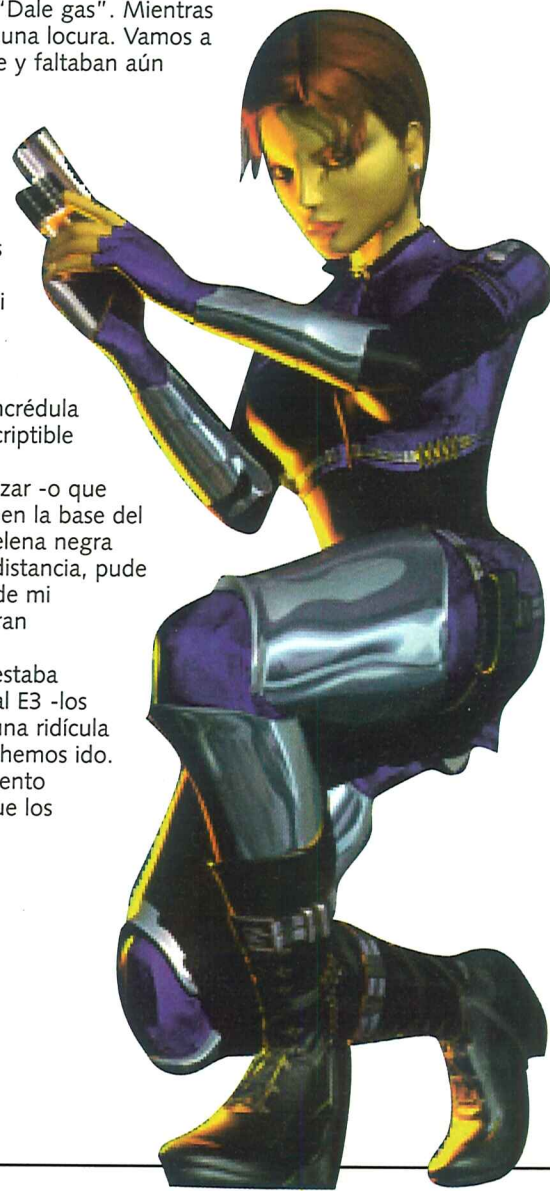 "Dale gas". Mientras
una locura. Vamos a
e y faltaban aún
s
i
ncrédula
criptible
zar -o que
en la base del
elena negra
distancia, pude
de mi
ran
estaba
al E3 -los
una ridícula
hemos ido.
ento
ue los